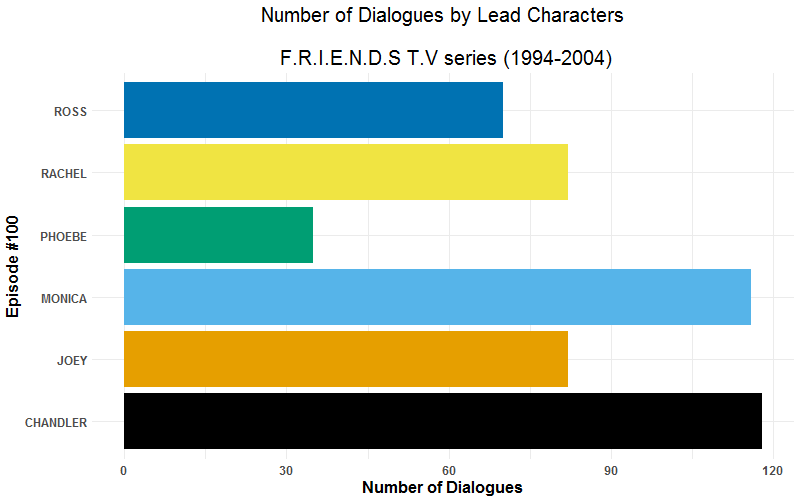 Number of Dialogues by Lead Characters
F.R.I.E.N.D.S T.V series (1994-2004)
Episode #100
ROSS
RACHEL
PHOEBE
MONICA
JOEY
CHANDLER
0 30 60 90 120
Number of Dialogues